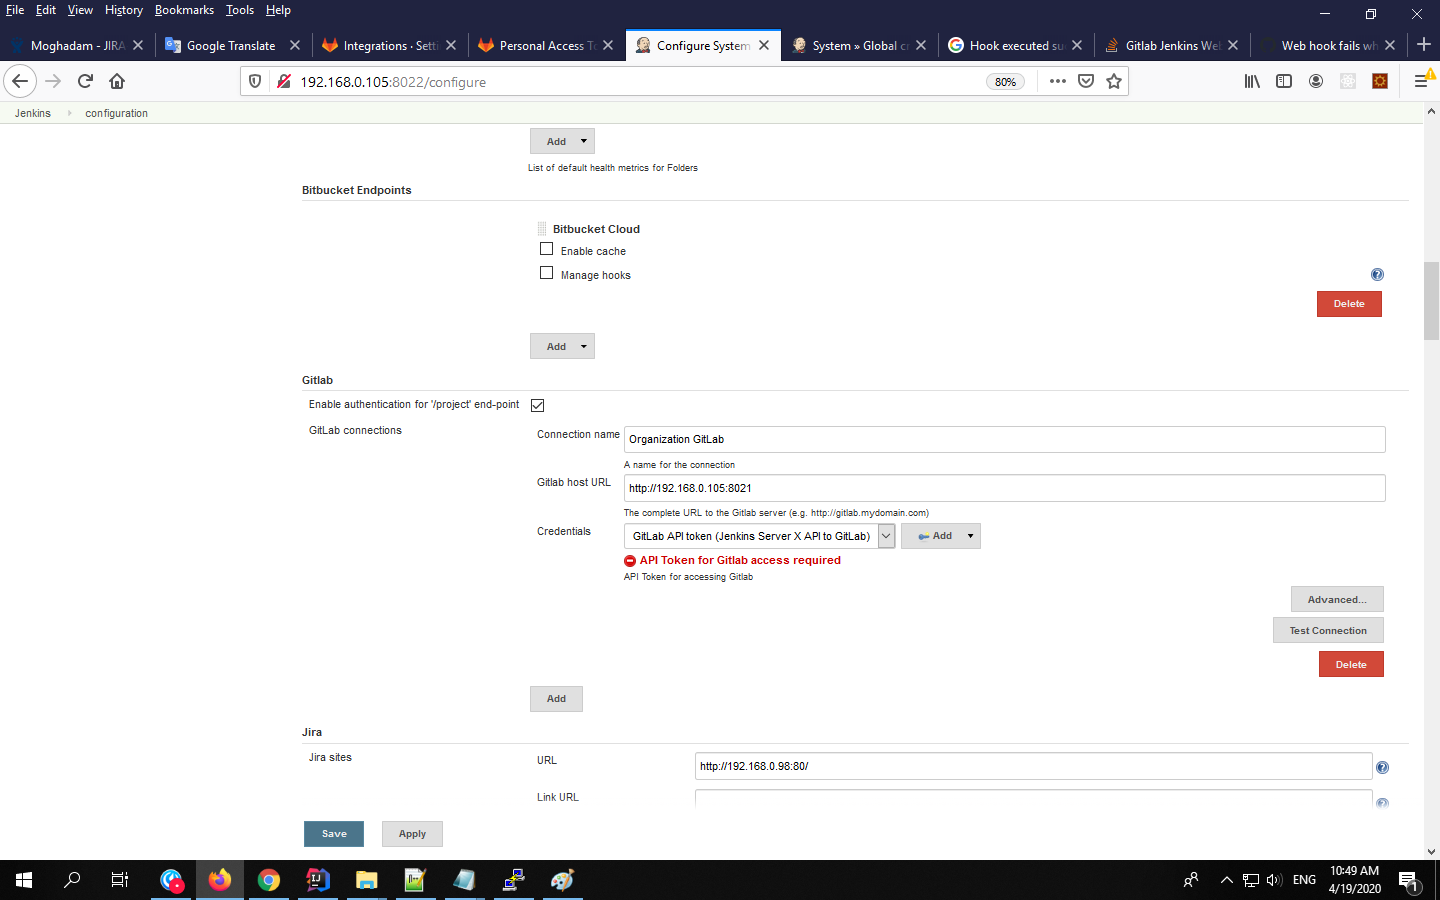 File Edit View History Bookmarks Tools Help
Moghadam - JIRA
Google Translate
Integrations · Setti
Personal Access To
Configure System
System » Global cr
Hook executed su
Gitlab Jenkins We
Web hook fails wh
192.168.0.105:8022/configure
80%
Jenkins
configuration
Add
List of default health metrics for Folders
Bitbucket Endpoints
Bitbucket Cloud
Enable cache
Manage hooks
Delete
Add
Gitlab
Enable authentication for '/project' end-point
GitLab connections
Connection name
Organization GitLab
A name for the connection
Gitlab host URL
http://192.168.0.105:8021
The complete URL to the Gitlab server (e.g. http://gitlab.mydomain.com)
Credentials
GitLab API token (Jenkins Server X API to GitLab)
Add
API Token for Gitlab access required
API Token for accessing Gitlab
Advanced...
Test Connection
Delete
Add
Jira
Jira sites
URL
http://192.168.0.98:80/
Link URL
Save
Apply
ENG
10:49 AM
4/19/2020
1